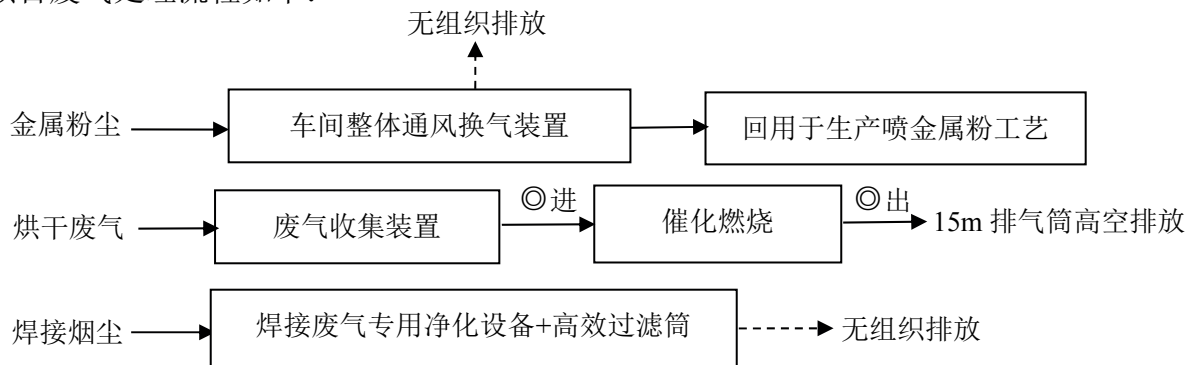 无组织排放
金属粉尘 车间整体通风换气装置 回用于生产喷金属粉工艺
烘干废气 废气收集装置 ◎进 催化燃烧 ◎出 15m 排气筒高空排放
焊接烟尘 焊接废气专用净化设备+高效过滤筒 无组织排放